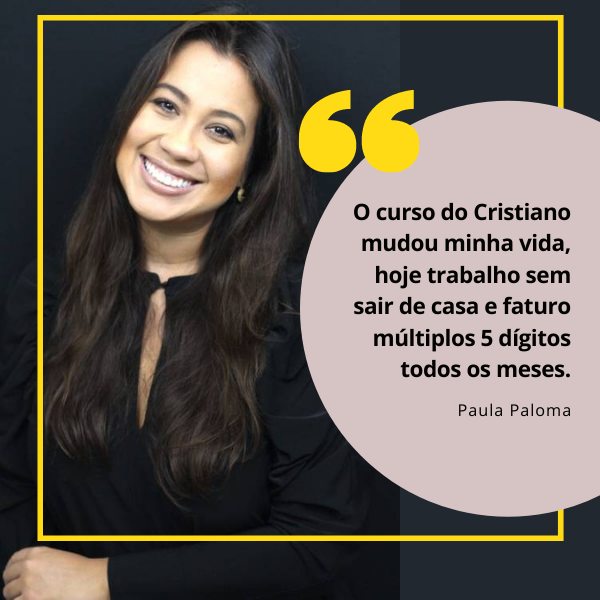 O curso do Cristiano
mudou minha vida,
hoje trabalho sem
sair de casa e faturo
múltiplos 5 dígitos
todos os meses.
Paula Paloma